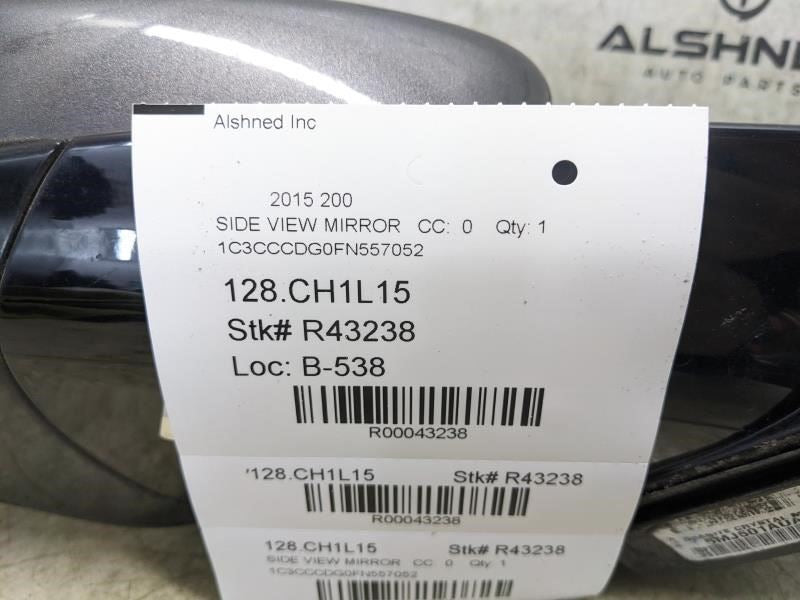 ALSHNED
AUTO PARTS
Alshned Inc
2015 200
SIDE VIEW MIRROR CC: 0 Qty: 1
1C3CCCDG0FN557052
128.CH1L15
Stk# R43238
Loc: B-538
R00043238
128.CH1L15 Stk# R43238
R00043238
128.CH1L15 Stk# R43238
SIDE VIEW MIRROR CC: 0 Qty: 1
1C3CCCDG0FN557052